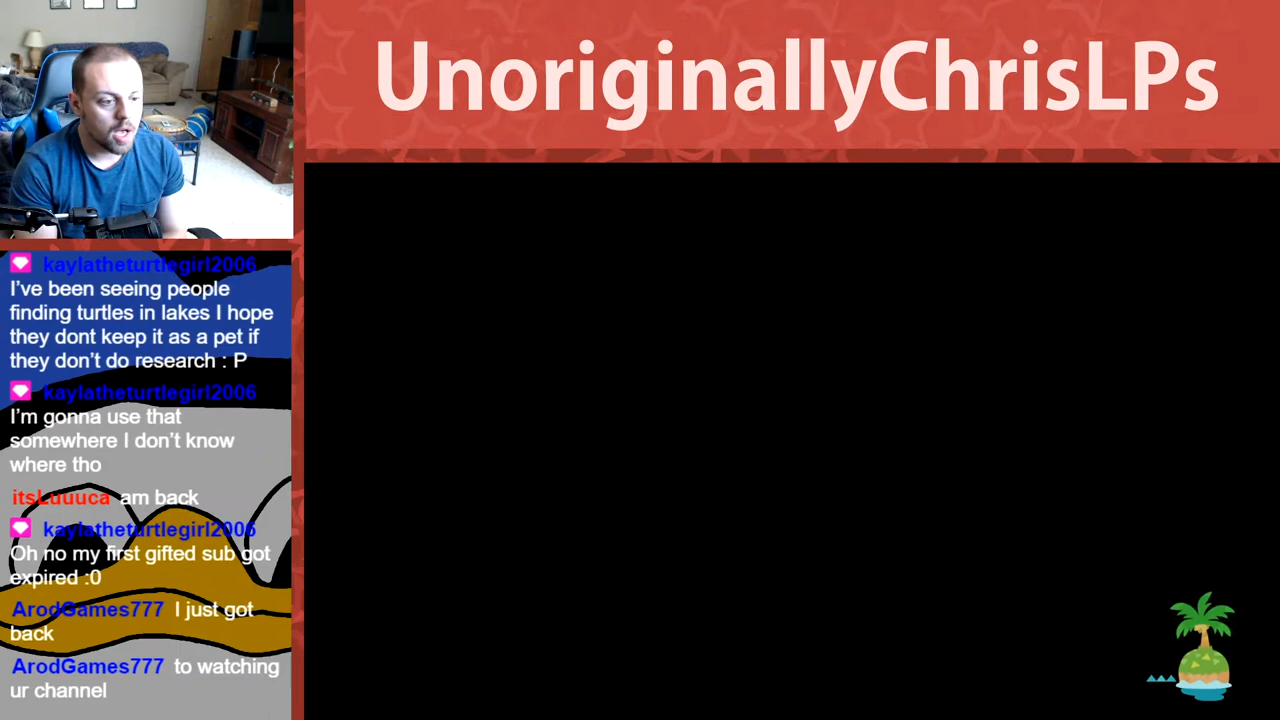 UnoriginallyChrisLPs
kaylatheturtlegirl2006
I've been seeing people
finding turtles in lakes I hope
they dont keep it as a pet if
they don't do research : P
kaylatheturtlegirl2006
I'm gonna use that
somewhere I don't know
where tho
itsLuuuca am back
kaylatheturtlegirl2006
Oh no my first gifted sub got
expired :0
ArodGames777 I just got
back
ArodGames777 to watching
ur channel